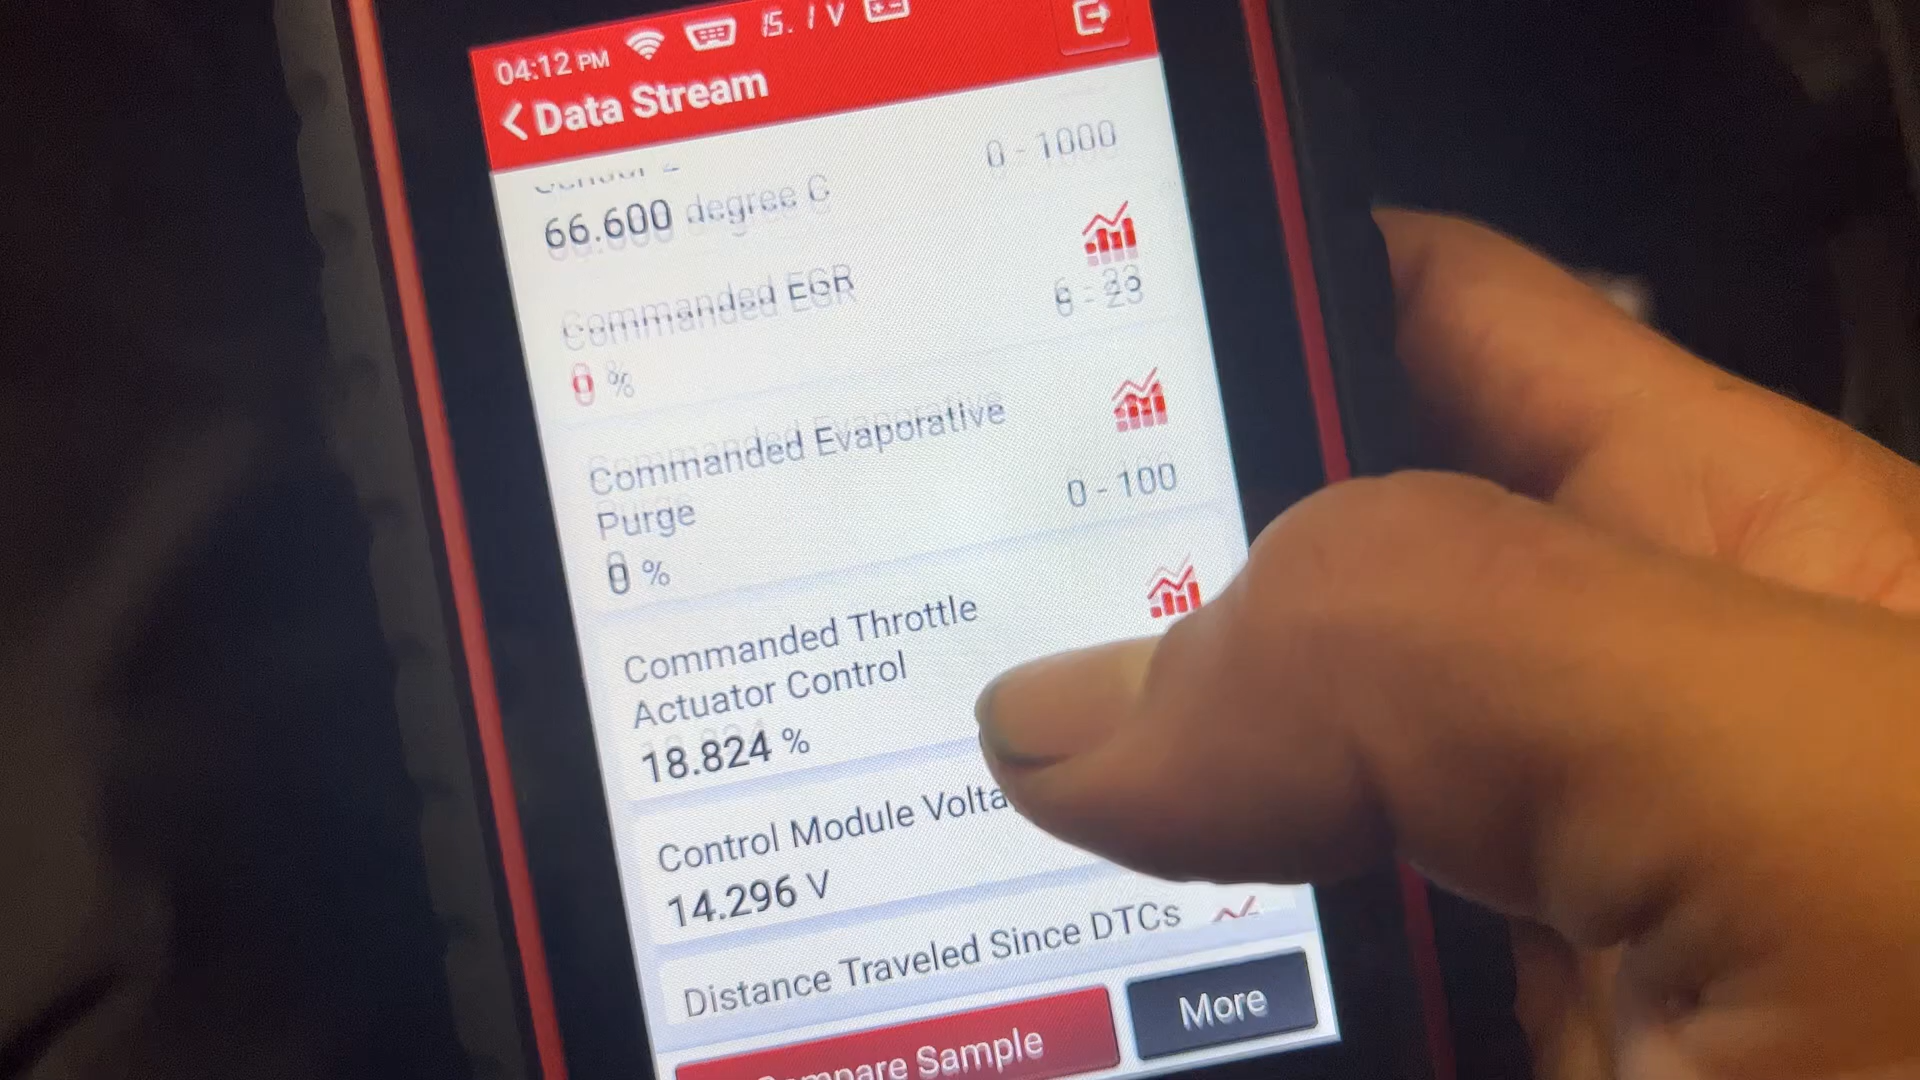 04:12 PM 15.1V
Data Stream
0 - 1000
66.600 degree C
Commanded EGR
0 %
Commanded Evaporative
Purge
0 - 100
0 %
Commanded Throttle
Actuator Control
18.824 %
Control Module Volta
14.296 V
Distance Traveled Since DTCs
Compare Sample
More